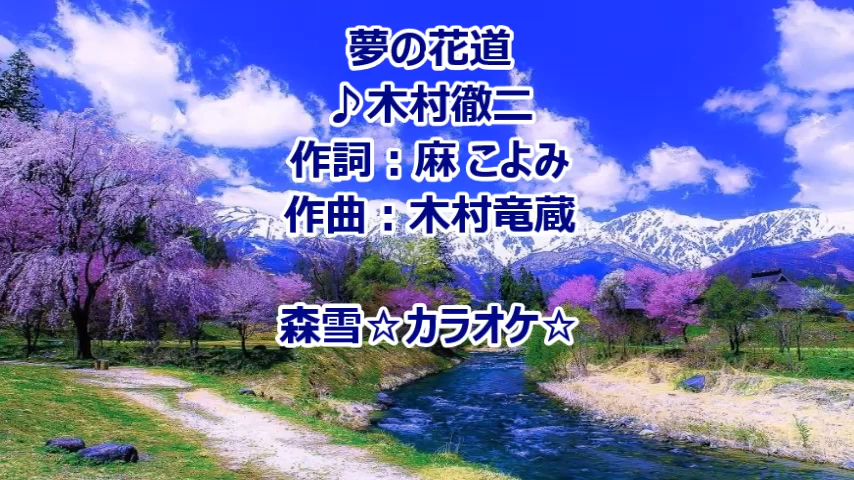 夢の花道
♪木村徹二
作詞：麻 こよみ
作曲：木村竜蔵
森雪☆カラオケ☆